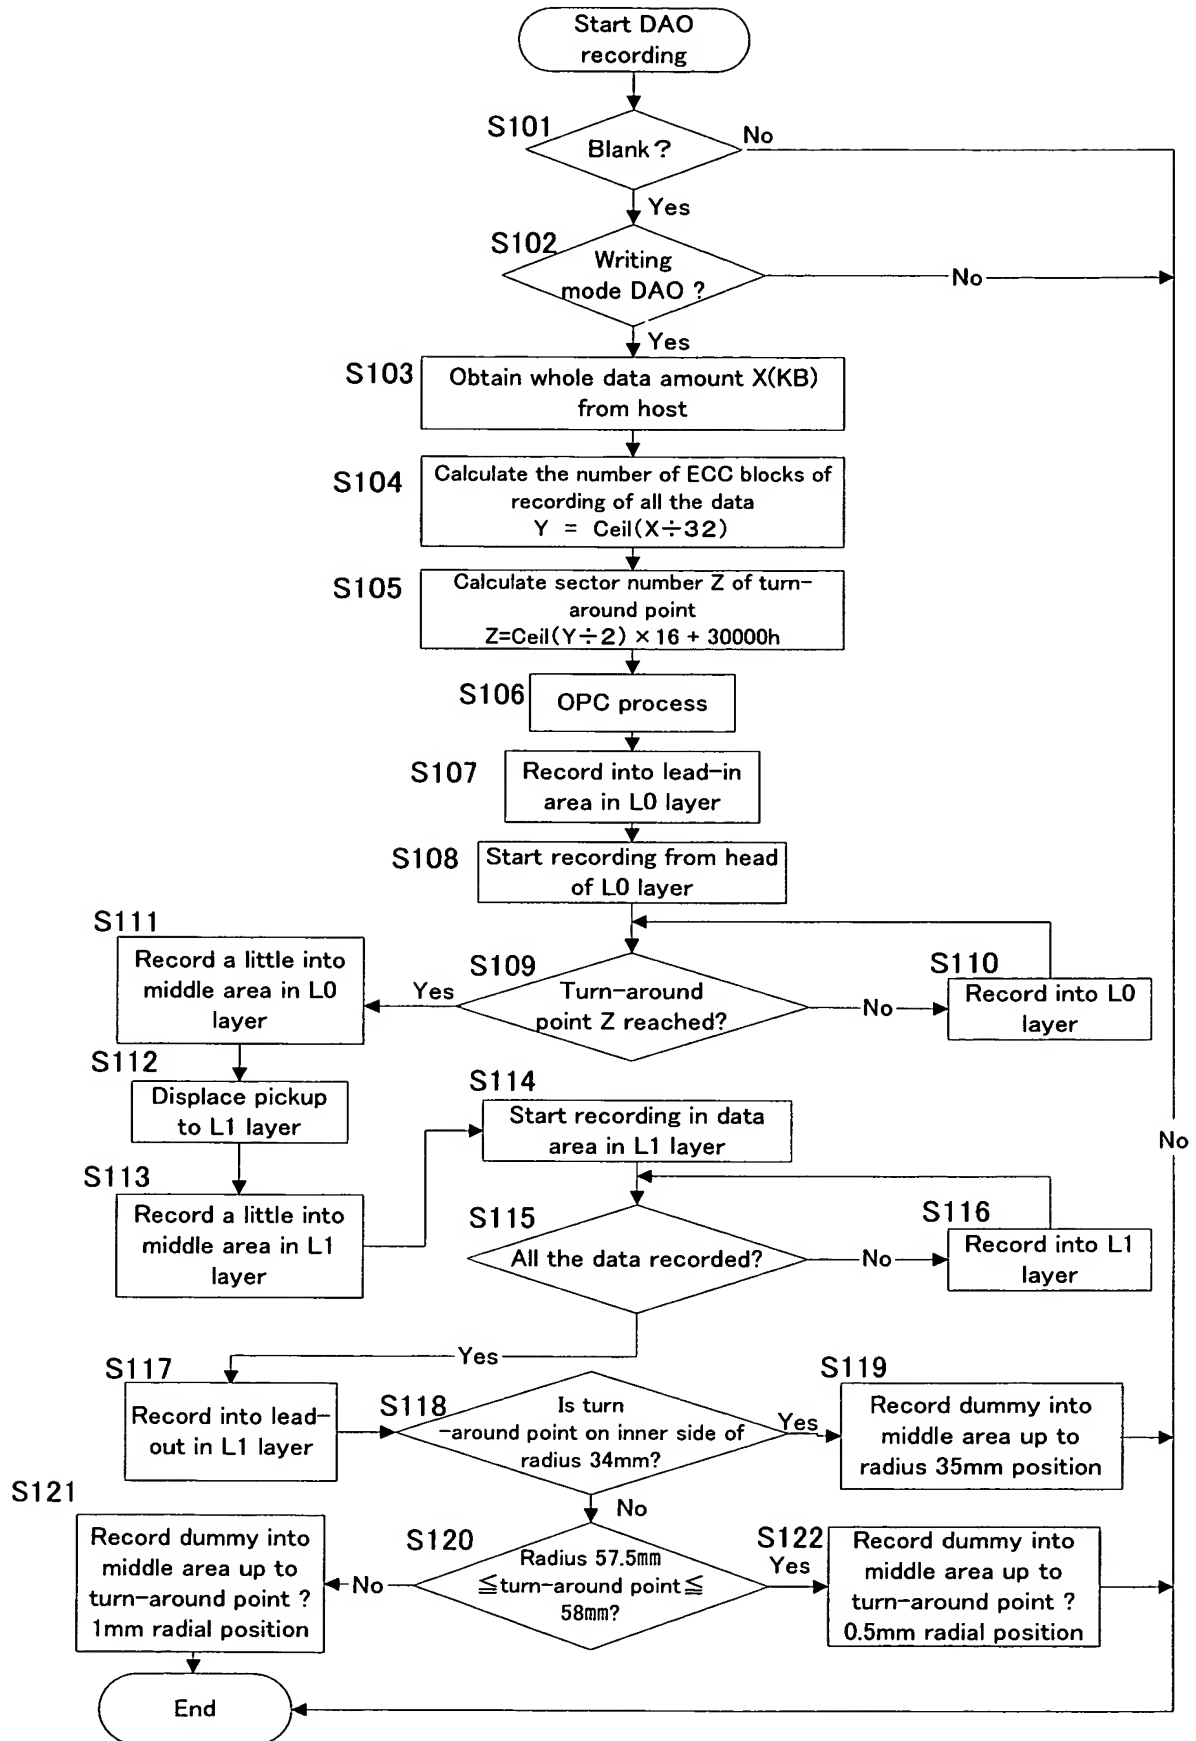 Start DAO
recording
S101
Blank?
No
Yes
S102
Writing
mode DAO ?
No
Yes
S103
Obtain whole data amount X(KB)
from host
S104
Calculate the number of ECC blocks of
recording of all the data
Y = Ceil(X÷32)
S105
Calculate sector number Z of turn-
around point
Z=Ceil(Y÷2) × 16 + 30000h
S106
OPC process
S107
Record into lead-in
area in L0 layer
S108
Start recording from head
of L0 layer
S109
Turn-around
point Z reached?
Yes
No
S110
Record into L0
layer
S111
Record a little into
middle area in L0
layer
S112
Displace pickup
to L1 layer
S113
Record a little into
middle area in L1
layer
S114
Start recording in data
area in L1 layer
No
S115
All the data recorded?
No
S116
Record into L1
layer
Yes
S117
Record into lead-
out in L1 layer
S118
Is turn
-around point on inner side of
radius 34mm?
Yes
S119
Record dummy into
middle area up to
radius 35mm position
No
S120
Radius 57.5mm
≦turn-around point≦
58mm?
No
Yes
S121
Record dummy into
middle area up to
turn-around point ?
1mm radial position
S122
Record dummy into
middle area up to
turn-around point ?
0.5mm radial position
End